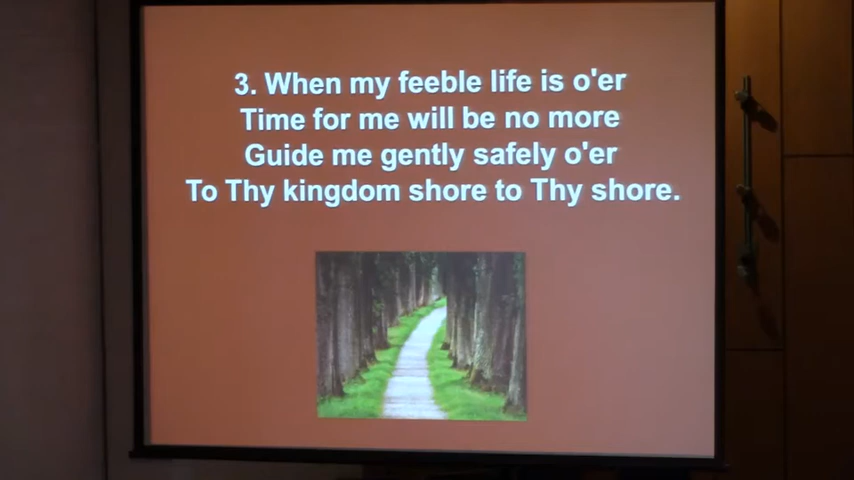 3. When my feeble life is o'er
Time for me will be no more
Guide me gently safely o'er
To Thy kingdom shore to Thy shore.